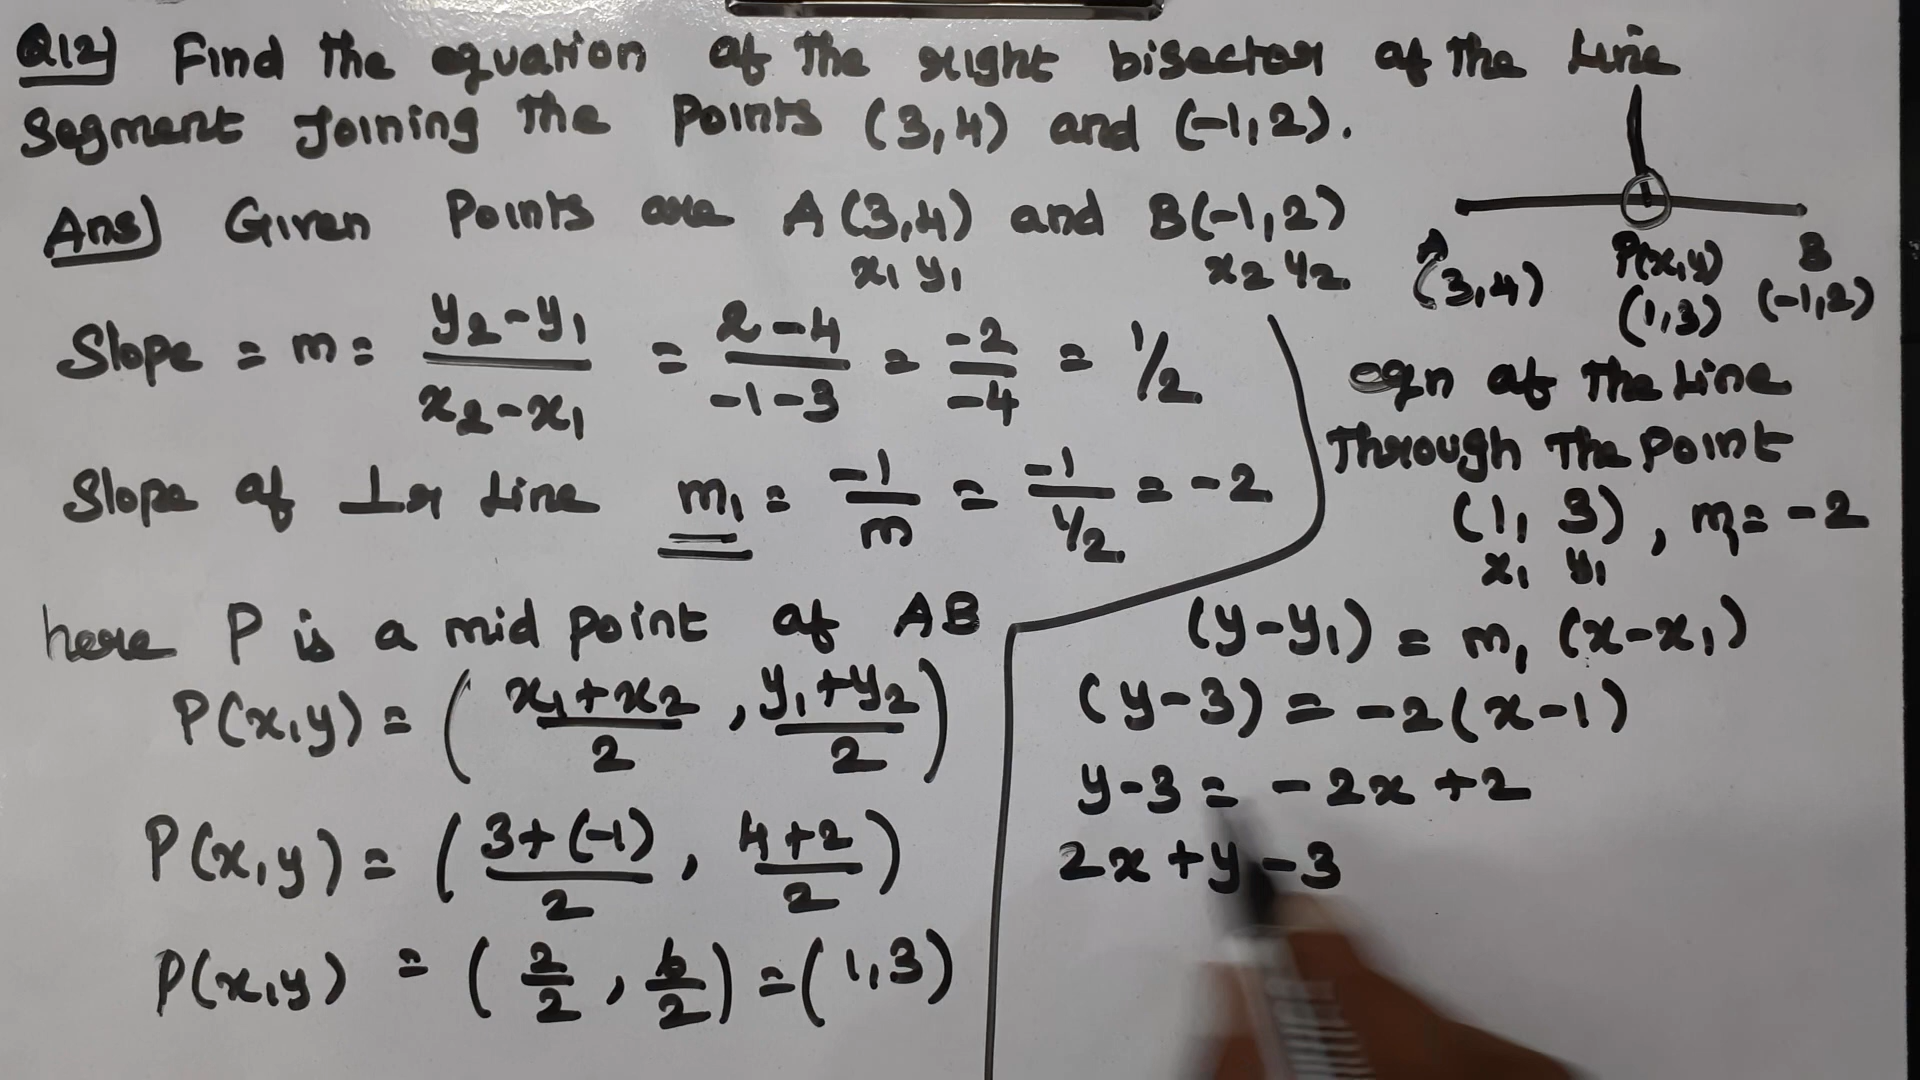 Q12) Find the equation of the right bisector of the Line
Segment Joining the Points (3,4) and (-1,2).
Ans) Given Points are A(3,4) and B(-1,2)
x1 y1 x2 y2
Slope = m = y2-y1 / x2-x1 = 2-4 / -1-3 = -2 / -4 = 1/2
Slope of ⊥r Line m1 = -1/m = -1 / 1/2 = -2
here P is a mid point of AB
P(x,y) = ( x1+x2 / 2 , y1+y2 / 2 )
P(x,y) = ( 3+(-1) / 2 , 4+2 / 2 )
P(x,y) = ( 2/2 , 6/2 ) = (1,3)
A P(x,y) B
(3,4) (1,3) (-1,2)
eqn of the Line
Through The Point
(1, 3), m1 = -2
x1 y1
(y-y1) = m1 (x-x1)
(y-3) = -2(x-1)
y-3 = -2x+2
2x+y-3